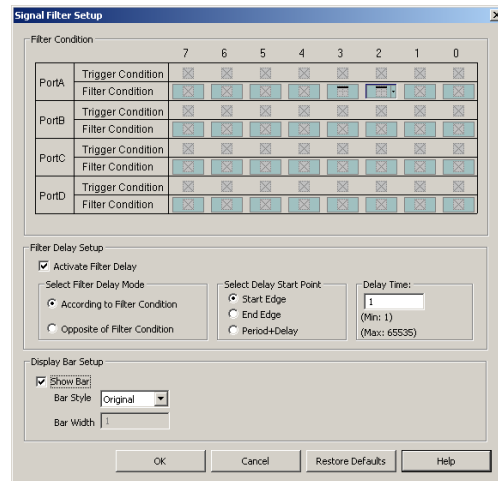 Signal Filter Setup
Filter Condition
7 6 5 4 3 2 1 0
PortA
Trigger Condition
Filter Condition
PortB
Trigger Condition
Filter Condition
PortC
Trigger Condition
Filter Condition
PortD
Trigger Condition
Filter Condition
Filter Delay Setup
Activate Filter Delay
Select Filter Delay Mode
According to Filter Condition
Opposite of Filter Condition
Select Delay Start Point
Start Edge
End Edge
Period+Delay
Delay Time:
1
(Min: 1)
(Max: 65535)
Display Bar Setup
Show Bar
Bar Style Original
Bar Width 1
OK Cancel Restore Defaults Help